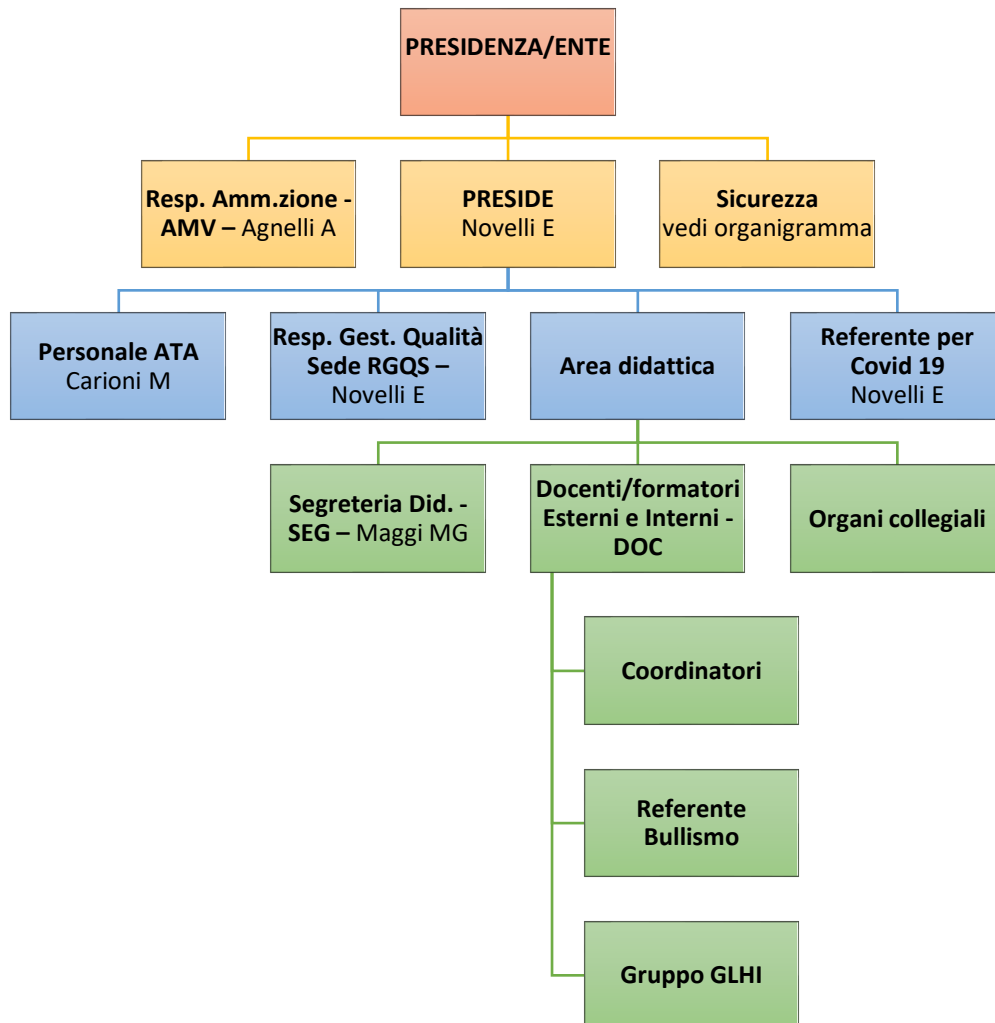 PRESIDENZA/ENTE
Resp. Amm.zione -
AMV – Agnelli A
PRESIDE
Novelli E
Sicurezza
vedi organigramma
Personale ATA
Carioni M
Resp. Gest. Qualità
Sede RGQS –
Novelli E
Area didattica
Referente per
Covid 19
Novelli E
Segreteria Did. -
SEG – Maggi MG
Docenti/formatori
Esterni e Interni -
DOC
Organi collegiali
Coordinatori
Referente
Bullismo
Gruppo GLHI